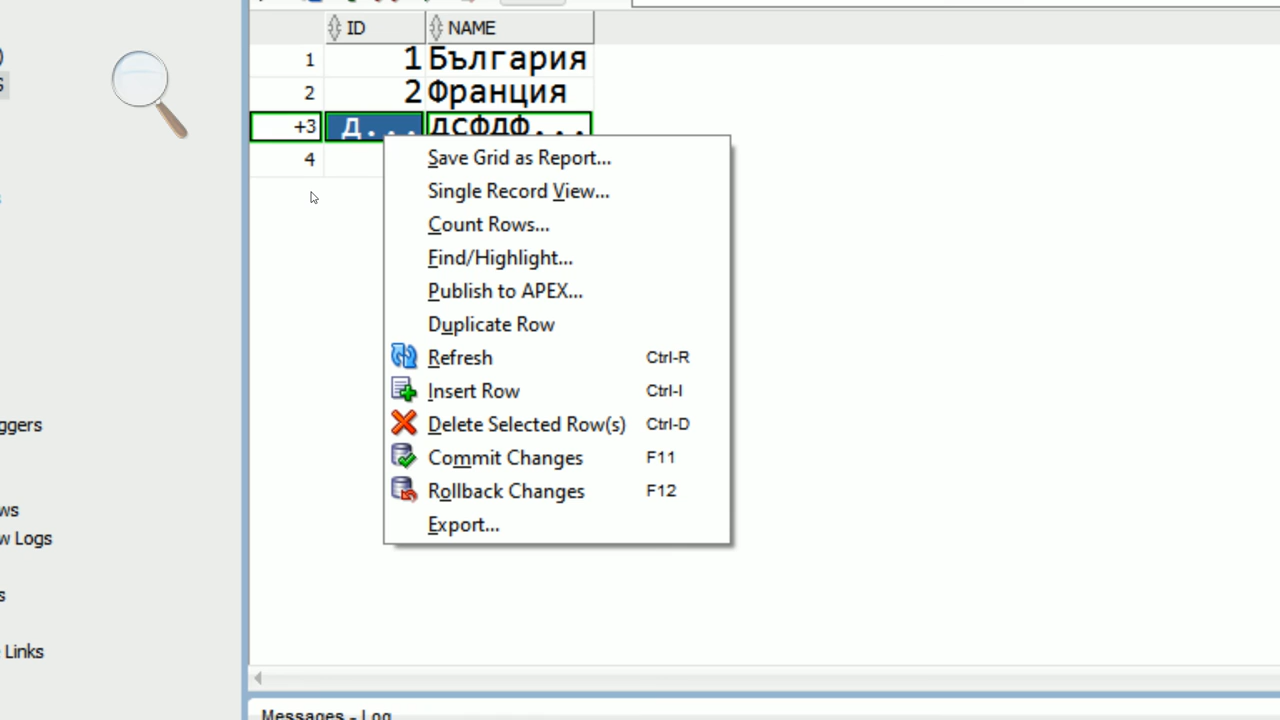 ID NAME
1 1 България
2 2 Франция
+3 Д... дсфдф...
4
Save Grid as Report...
Single Record View...
Count Rows...
Find/Highlight...
Publish to APEX...
Duplicate Row
Refresh Ctrl-R
Insert Row Ctrl-I
ggers
Delete Selected Row(s) Ctrl-D
Commit Changes F11
Rollback Changes F12
ws
Export...
w Logs
s
Links
Messages - Log